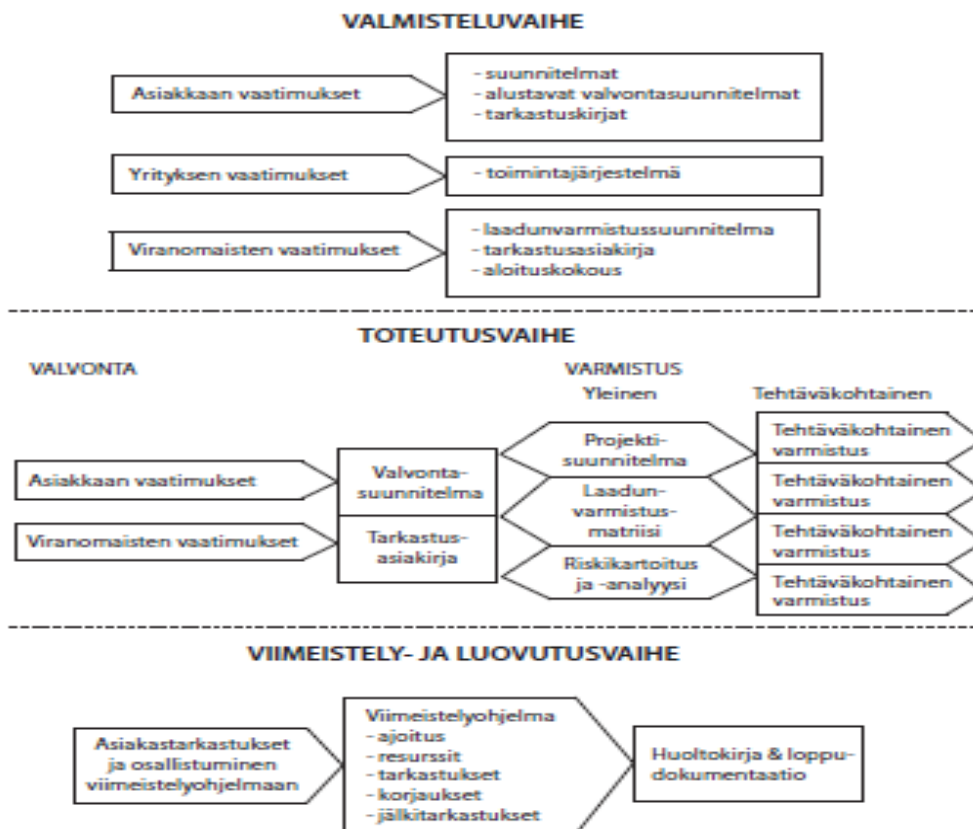 VALMISTELUVAIHE
Asiakkaan vaatimukset
- suunnitelmat
- alustavat valvontasuunnitelmat
- tarkastuskirjat
Yrityksen vaatimukset
- toimintajärjestelmä
Viranomaisten vaatimukset
- laadunvarmistussuunnitelma
- tarkastusasiakirja
- aloituskokous
TOTEUTUSVAIHE
VALVONTA
VARMISTUS
Yleinen
Tehtäväkohtainen
Asiakkaan vaatimukset
Viranomaisten vaatimukset
Valvonta-
suunnitelma
Tarkastus-
asiakirja
Projekti-
suunnitelma
Laadun-
varmistus-
matriisi
Riskikartoitus
ja -analyysi
Tehtäväkohtainen
varmistus
Tehtäväkohtainen
varmistus
Tehtäväkohtainen
varmistus
Tehtäväkohtainen
varmistus
VIIMEISTELY- JA LUOVUTUSVAIHE
Asiakastarkastukset
ja osallistuminen
viimeistelyohjelmaan
Viimeistelyohjelma
- ajoitus
- resurssit
- tarkastukset
- korjaukset
- jälkitarkastukset
Huoltokirja & loppu-
dokumentaatio